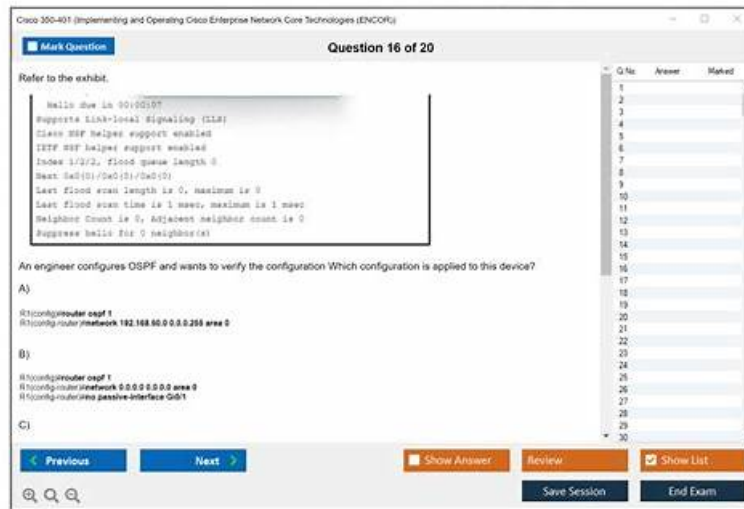 Cisco 350-401 (Implementing and Operating Cisco Enterprise Network Core Technologies (ENCOR))
Mark Question
Question 16 of 20
Refer to the exhibit.
Hello due in 00:00:07
Supports Link-local Signaling (LLS)
Cisco NSF helper support enabled
IETF NSF helper support enabled
Index 1/2/2, flood queue length 0
Next 0x0(0)/0x0(0)/0x0(0)
Last flood scan length is 0, maximum is 0
Last flood scan time is 1 msec, maximum is 1 msec
Neighbor Count is 0, Adjacent neighbor count is 0
Suppress hello for 0 neighbor(s)
An engineer configures OSPF and wants to verify the configuration Which configuration is applied to this device?
A)
R1(config)#router ospf 1
R1(config-router)#network 192.168.50.0 0.0.0.255 area 0
B)
R1(config)#router ospf 1
R1(config-router)#network 0.0.0.0 0.0.0.0 area 0
R1(config-router)#no passive-interface Gi0/1
C)
Q No Answer Marked
1
2
3
4
5
6
7
8
9
10
11
12
13
14
15
16
17
18
19
20
21
22
23
24
25
26
27
28
29
30
Previous
Next
Show Answer
Review
Show List
Save Session
End Exam